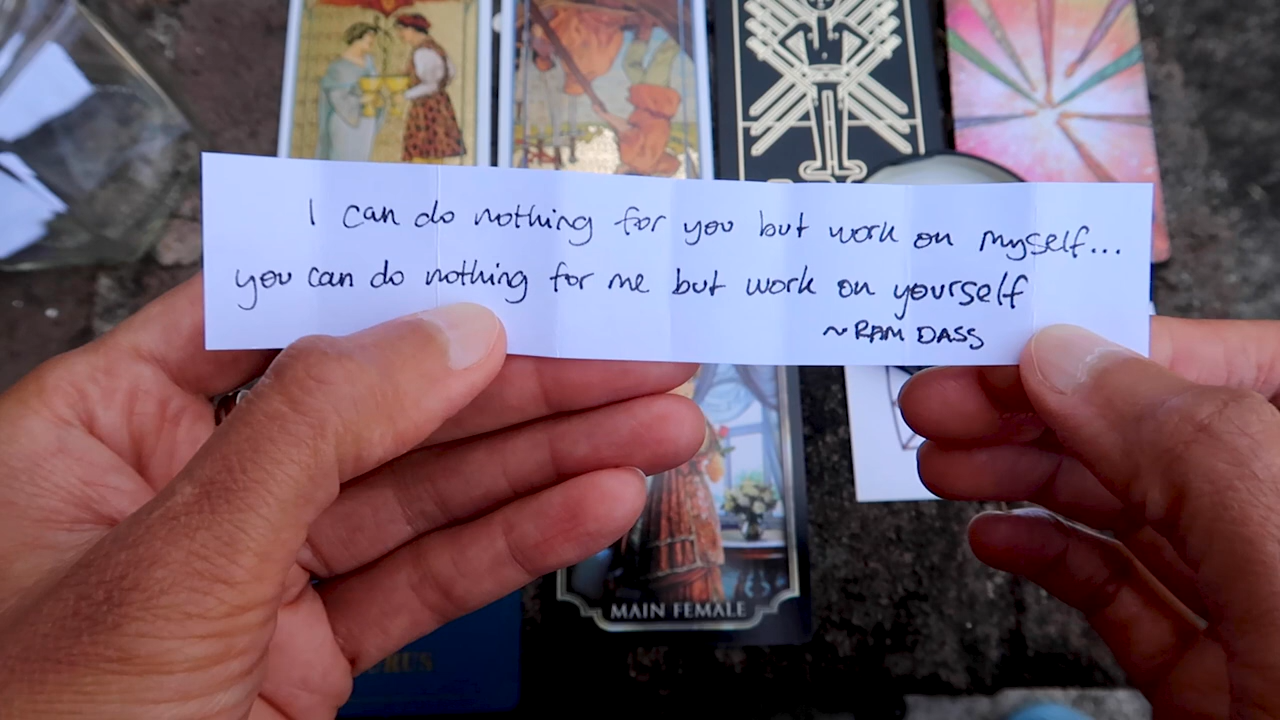 I can do nothing for you but work on myself...
you can do nothing for me but work on yourself
~RAM DASS
MAIN FEMALE